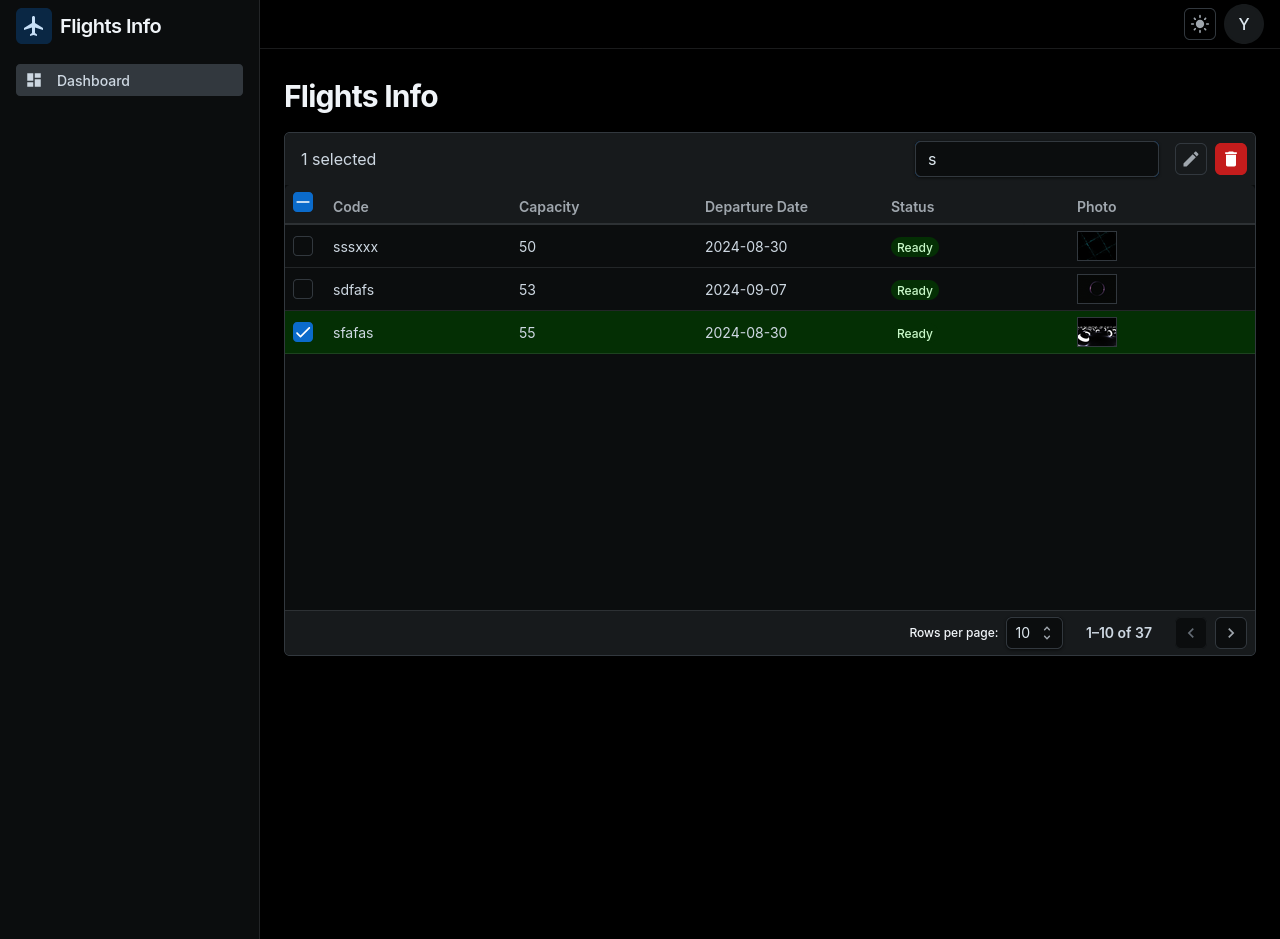 Flights Info
Y
Dashboard
Flights Info
1 selected
s
Code Capacity Departure Date Status Photo
sssxxx 50 2024-08-30 Ready
sdfafs 53 2024-09-07 Ready
sfafas 55 2024-08-30 Ready
Rows per page: 10 1–10 of 37